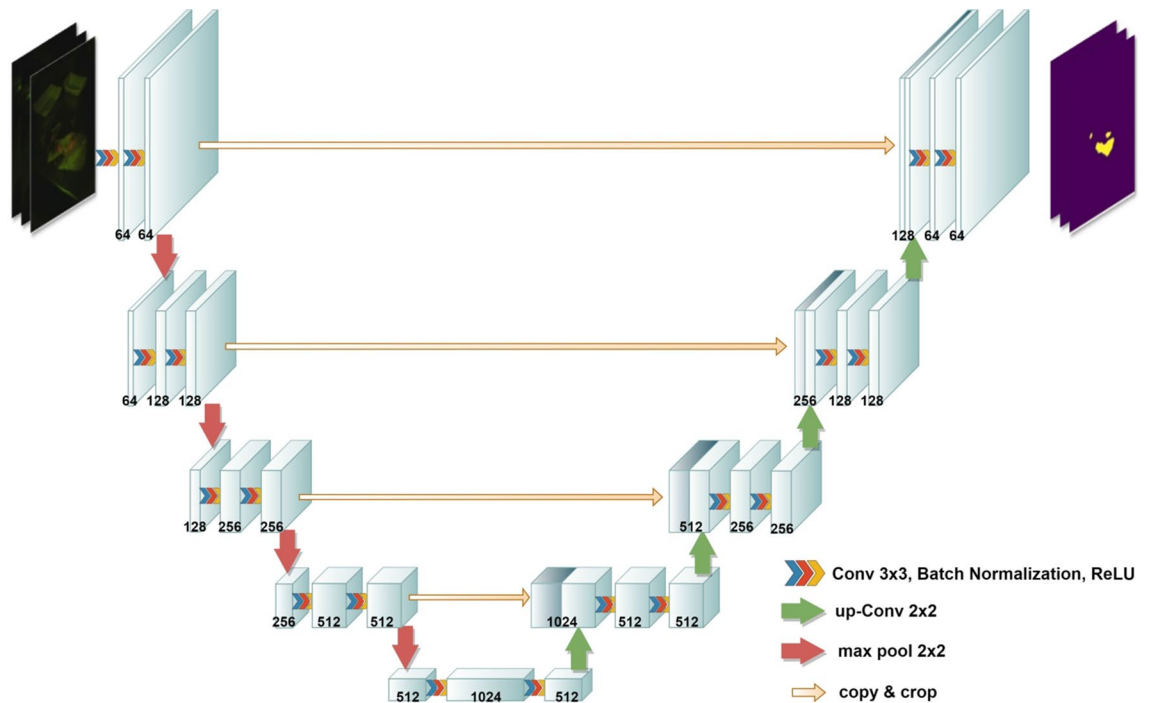 64 64
128 64 64
64 128 128
256 128 128
128 256 256
512 256 256
256 512 512
1024 512 512
512 1024 512
Conv 3x3, Batch Normalization, ReLU
up-Conv 2x2
max pool 2x2
copy & crop